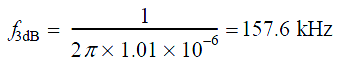 f3dB = 1 / 2π × 1.01 × 10^-6 = 157.6 kHz